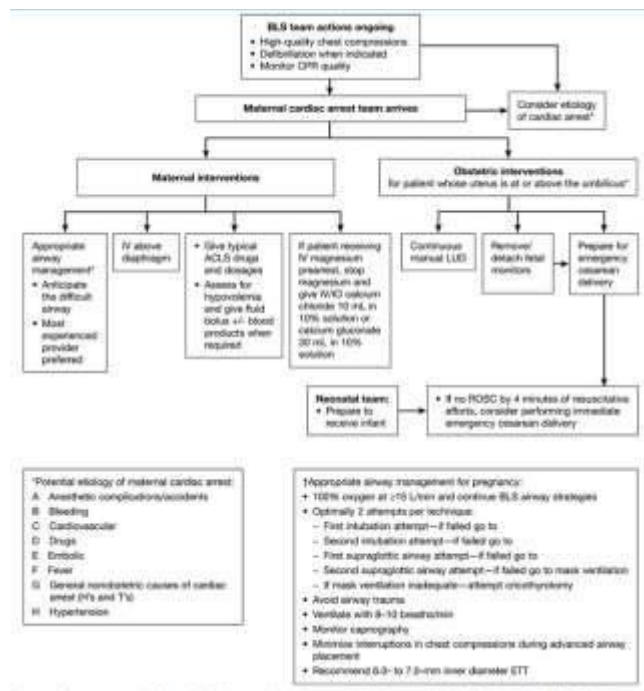 BLS team actions ongoing
• High-quality chest compressions
• Defibrillation when indicated
• Monitor CPR quality
Maternal cardiac arrest team arrives
Consider etiology
of cardiac arrest*
Maternal interventions
Obstetric interventions
for patient whose uterus is at or above the umbilicus
Appropriate
airway
management†
• Anticipate
the difficult
airway
• Most
experienced
provider
preferred
IV above
diaphragm
• Give typical
ACLS drugs and
dosages
• Assess for
hypovolemia and
give fluid
bolus +/- blood
products when
required
If patient receiving
IV magnesium
prearrest, stop
magnesium and
give IV/IO calcium
chloride 10 mL in
10% solution or
calcium gluconate
30 mL in 10%
solution
Continuous
manual LUD
Remove/
detach fetal
monitors
Prepare for
emergency
cesarean
delivery
Neonatal team:
• Prepare to
receive infant
• If no ROSC by 4 minutes of resuscitative
efforts, consider performing immediate
emergency cesarean delivery
*Potential etiology of maternal cardiac arrest
A Anesthetic complications/accidents
B Bleeding
C Cardiovascular
D Drugs
E Embolic
F Fever
G General nonobstetric causes of cardiac
arrest (H's and T's)
H Hypertension
†Appropriate airway management for pregnancy:
• 100% oxygen at ≥15 L/min and continue BLS airway strategies
• Optimally 2 attempts per technique:
– First intubation attempt—if failed go to
– Second intubation attempt—if failed go to
– First supraglottic airway attempt—if failed go to
– Second supraglottic airway attempt—if failed go to mask ventilation
– If mask ventilation inadequate—attempt cricothyrotomy
• Avoid airway trauma
• Ventilate with 8–10 breaths/min
• Monitor capnography
• Minimize interruptions in chest compressions during advanced airway
placement
• Recommend 6.0- to 7.0-mm inner diameter ETT